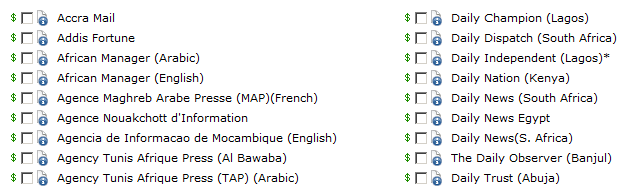 $ Accra Mail
$ Addis Fortune
$ African Manager (Arabic)
$ African Manager (English)
$ Agence Maghreb Arabe Presse (MAP)(French)
$ Agence Nouakchott d'Information
$ Agencia de Informacao de Mocambique (English)
$ Agency Tunis Afrique Press (Al Bawaba)
$ Agency Tunis Afrique Press (TAP) (Arabic)
$ Daily Champion (Lagos)
$ Daily Dispatch (South Africa)
$ Daily Independent (Lagos)*
$ Daily Nation (Kenya)
$ Daily News (South Africa)
$ Daily News Egypt
$ Daily News(S. Africa)
$ The Daily Observer (Banjul)
$ Daily Trust (Abuja)